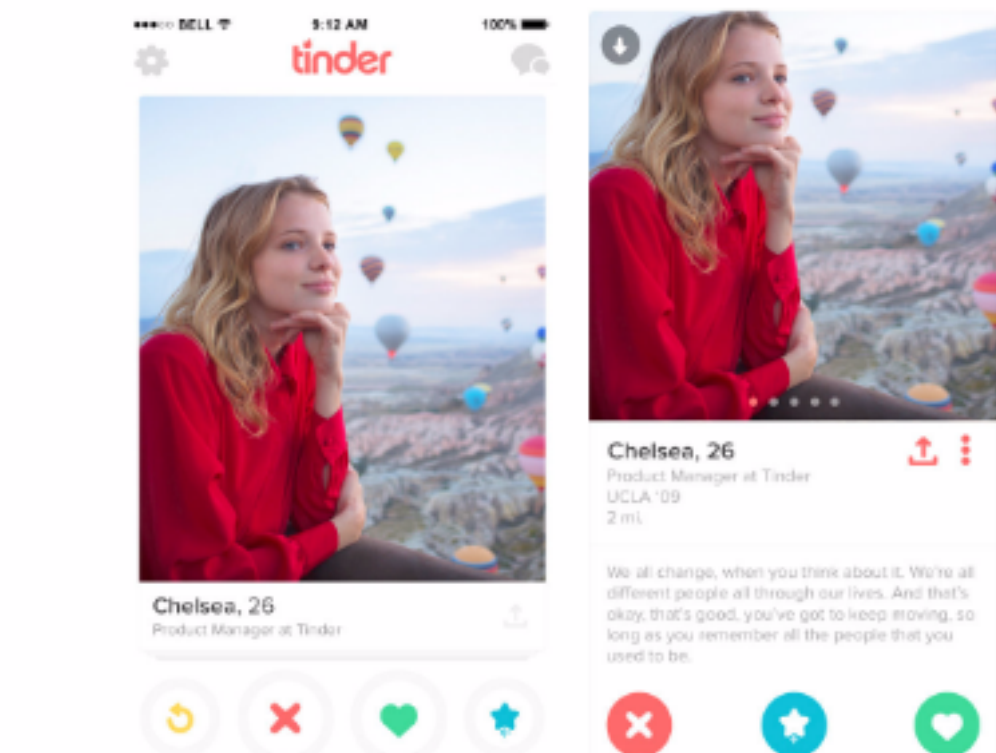 BELL 9:12 AM 100%
tinder
Chelsea, 26
Product Manager at Tinder
Chelsea, 26
Product Manager at Tinder
UCLA '09
2 mi.
We all change, when you think about it. We're all
different people all through our lives. And that's
okay, that's good, you've got to keep moving, so
long as you remember all the people that you
used to be.